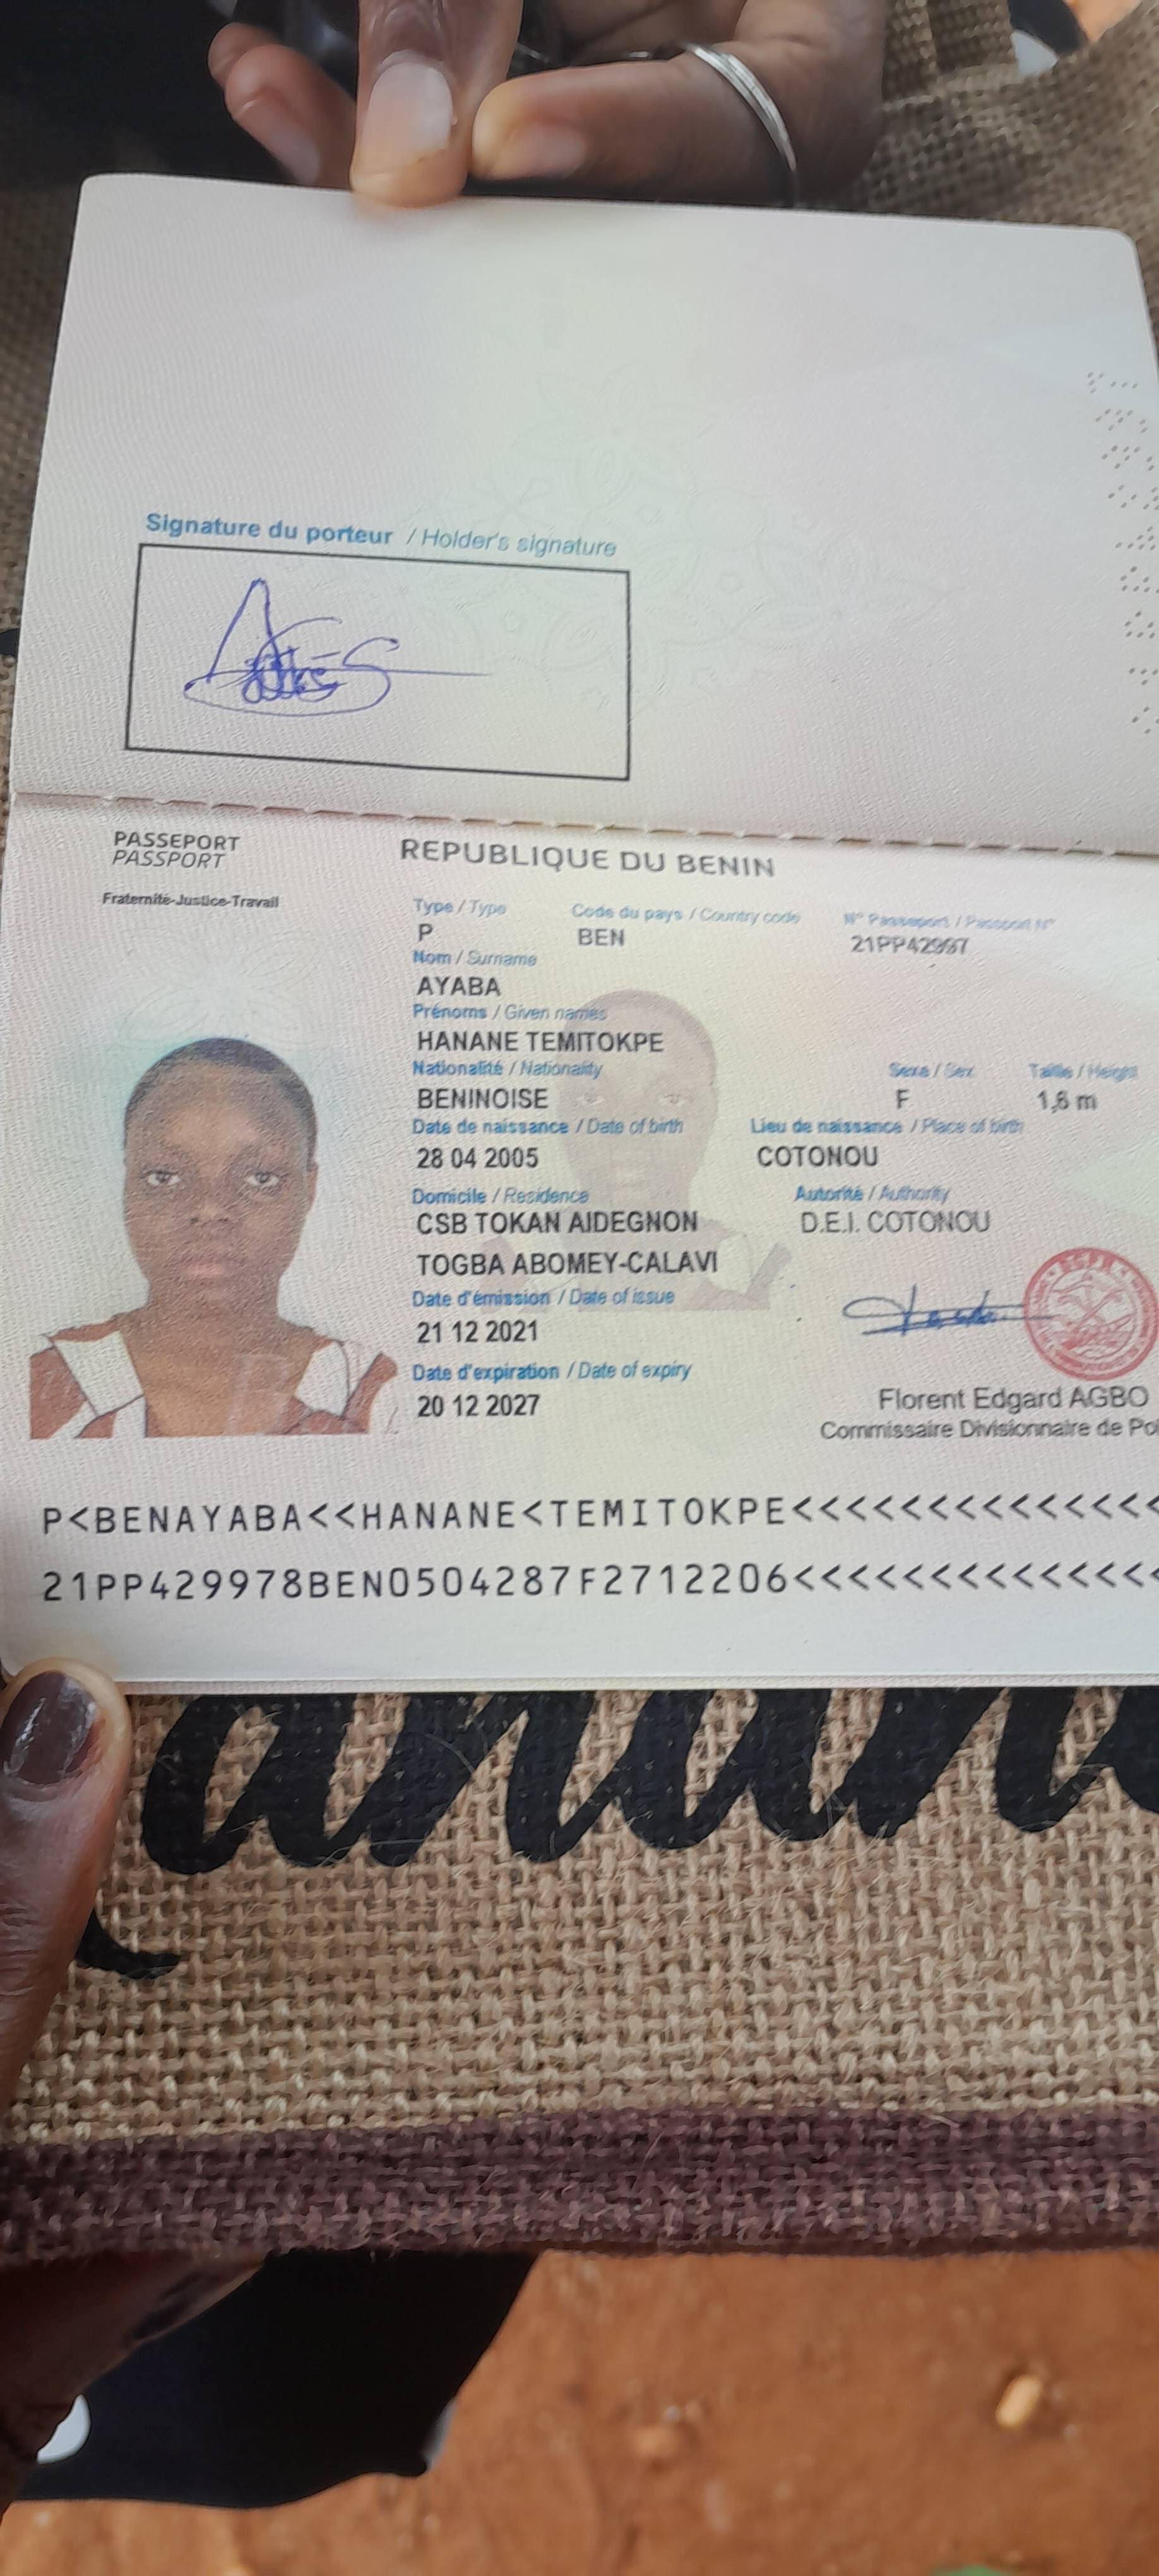 Signature du porteur / Holder's signature
PASSEPORT
PASSPORT
REPUBLIQUE DU BENIN
Fraternité-Justice-Travail
Type / Type Code du pays / Country code N° Passeport / Passport N°
P BEN 21PP42997
Nom / Surname
AYABA
Prénoms / Given names
HANANE TEMITOKPE
Nationalité / Nationality Sexe / Sex Taille / Height
BENINOISE F 1,6 m
Date de naissance / Date of birth Lieu de naissance / Place of birth
28 04 2005 COTONOU
Domicile / Residence Autorité / Authority
CSB TOKAN AIDEGNON D.E.I. COTONOU
TOGBA ABOMEY-CALAVI
Date d'émission / Date of issue
21 12 2021
Date d'expiration / Date of expiry
20 12 2027
Florent Edgard AGBO
Commissaire Divisionnaire de Po
P<BENAYABA<<HANANE<TEMITOKPE<<<<<<<<<<<<<<<
21PP429978BEN0504287F2712206<<<<<<<<<<<<<<<